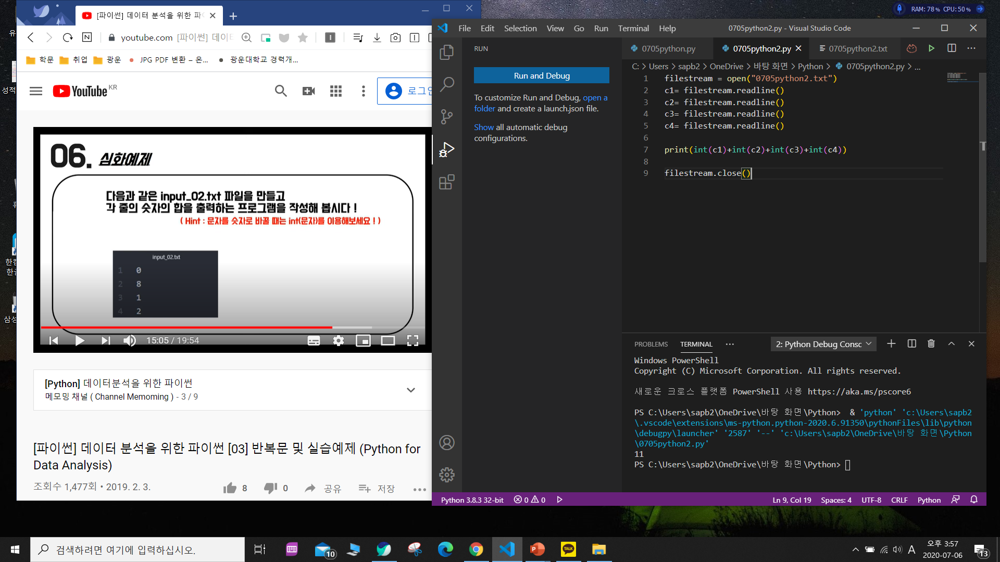 [파이썬] 데이터 분석을 위한 파이
youtube.com [파이썬] 데이터
학문
취업
광운
JPG PDF 변환 – 온...
광운대학교 경력개...
YouTube KR
로그인
06. 심화예제
다음과 같은 input_02.txt 파일을 만들고
각 줄의 숫자의 합을 출력하는 프로그램을 작성해 봅시다 !
( Hint : 문자를 숫자로 바꿀 때는 int(문자)를 이용해보세요 ! )
input_02.txt
1 0
2 8
3 1
4 2
15:05 / 19:54
[Python] 데이터분석을 위한 파이썬
메모밍 채널 ( Channel Memoming ) - 3 / 9
[파이썬] 데이터 분석을 위한 파이썬 [03] 반복문 및 실습예제 (Python for
Data Analysis)
조회수 1,477회 • 2019. 2. 3.
8
0
공유
저장
RAM: 78 % CPU: 50 %
File Edit Selection View Go Run Terminal Help
0705python2.py - Visual Studio Code
RUN
Run and Debug
To customize Run and Debug, open a
folder and create a launch.json file.
Show all automatic debug
configurations.
0705python.py
0705python2.py
0705python2.txt
C: > Users > sapb2 > OneDrive > 바탕 화면 > Python > 0705python2.py > ...
1 filestream = open("0705python2.txt")
2 c1= filestream.readline()
3 c2= filestream.readline()
4 c3= filestream.readline()
5 c4= filestream.readline()
6
7 print(int(c1)+int(c2)+int(c3)+int(c4))
8
9 filestream.close()
PROBLEMS TERMINAL ...
2: Python Debug Consc
Windows PowerShell
Copyright (C) Microsoft Corporation. All rights reserved.
새로운 크로스 플랫폼 PowerShell 사용 https://aka.ms/pscore6
PS C:\Users\sapb2\OneDrive\바탕 화면\Python>  & 'python' 'c:\Users\sapb2
\.vscode\extensions\ms-python.python-2020.6.91350\pythonFiles\lib\python
\debugpy\launcher' '2587' '--' 'c:\Users\sapb2\OneDrive\바탕 화면\Python
\0705python2.py'
11
PS C:\Users\sapb2\OneDrive\바탕 화면\Python>
Python 3.8.3 32-bit
0
0
Ln 9, Col 19
Spaces: 4
UTF-8
CRLF
Python
검색하려면 여기에 입력하십시오.
10
TALK
A
오후 3:57
2020-07-06
13